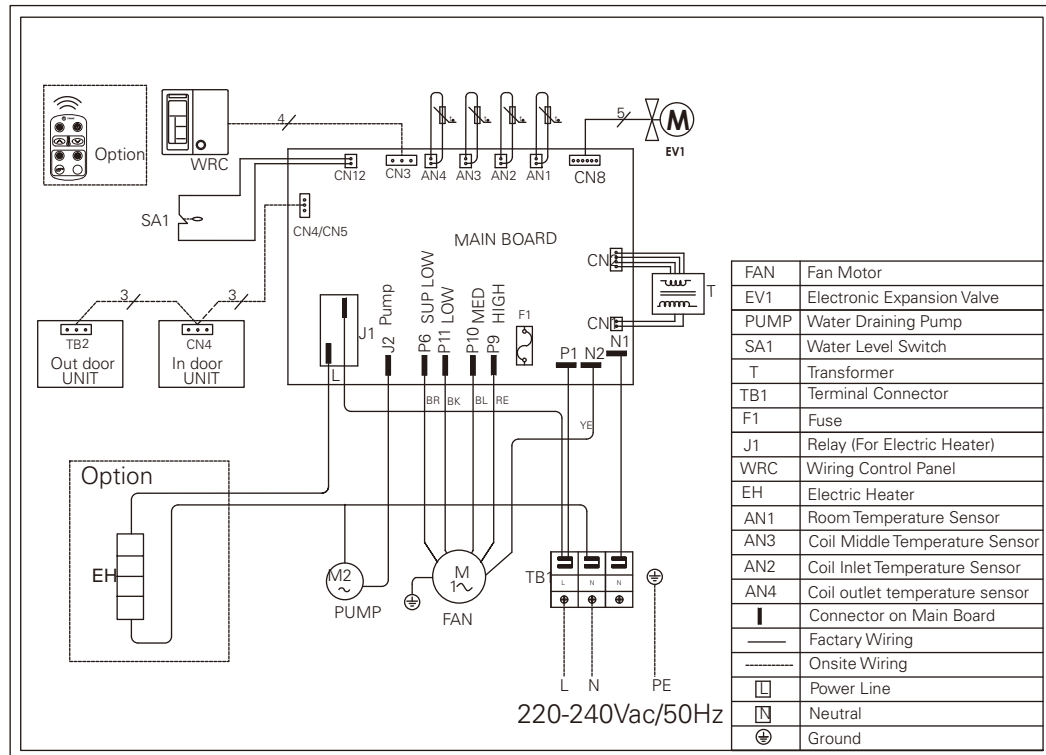 Option
WRC
4
5
M
EV1
CN12
CN3
AN4
AN3
AN2
AN1
CN8
SA1
CN4/CN5
MAIN BOARD
CN2
T
CN
3
3
TB2
Out door
UNIT
CN4
In door
UNIT
J1
L
J2 Pump
P6 SUP LOW
P11 LOW
P10 MED
P9 HIGH
F1
P1
N2
N1
BR
BK
BL
RE
YE
Option
EH
M2
PUMP
M
1
FAN
TB1
L
N
N
L
N
PE
220-240Vac/50Hz
FAN Fan Motor
EV1 Electronic Expansion Valve
PUMP Water Draining Pump
SA1 Water Level Switch
T Transformer
TB1 Terminal Connector
F1 Fuse
J1 Relay (For Electric Heater)
WRC Wiring Control Panel
EH Electric Heater
AN1 Room Temperature Sensor
AN3 Coil Middle Temperature Sensor
AN2 Coil Inlet Temperature Sensor
AN4 Coil outlet temperature sensor
Connector on Main Board
Factary Wiring
Onsite Wiring
L Power Line
N Neutral
Ground